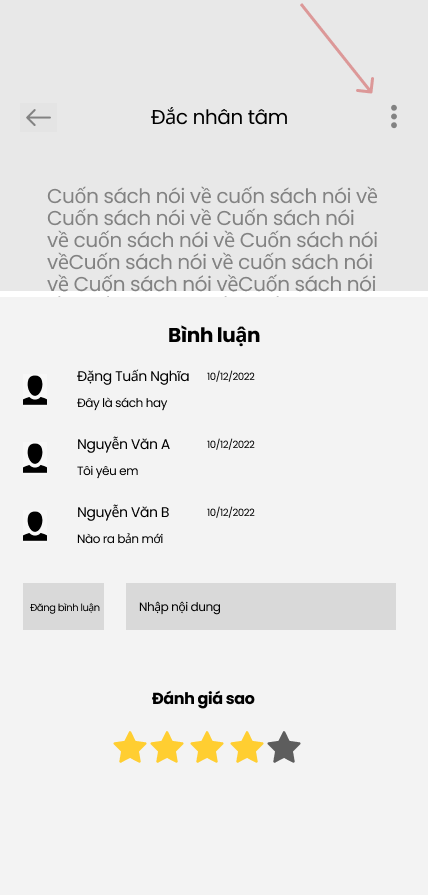 Đắc nhân tâm
Cuốn sách nói về cuốn sách nói về
Cuốn sách nói về Cuốn sách nói
về cuốn sách nói về Cuốn sách nói
vềCuốn sách nói về cuốn sách nói
về Cuốn sách nói vềCuốn sách nói
Bình luận
Đặng Tuấn Nghĩa 10/12/2022
Đây là sách hay
Nguyễn Văn A 10/12/2022
Tôi yêu em
Nguyễn Văn B 10/12/2022
Nào ra bản mới
Đăng bình luận Nhập nội dung
Đánh giá sao